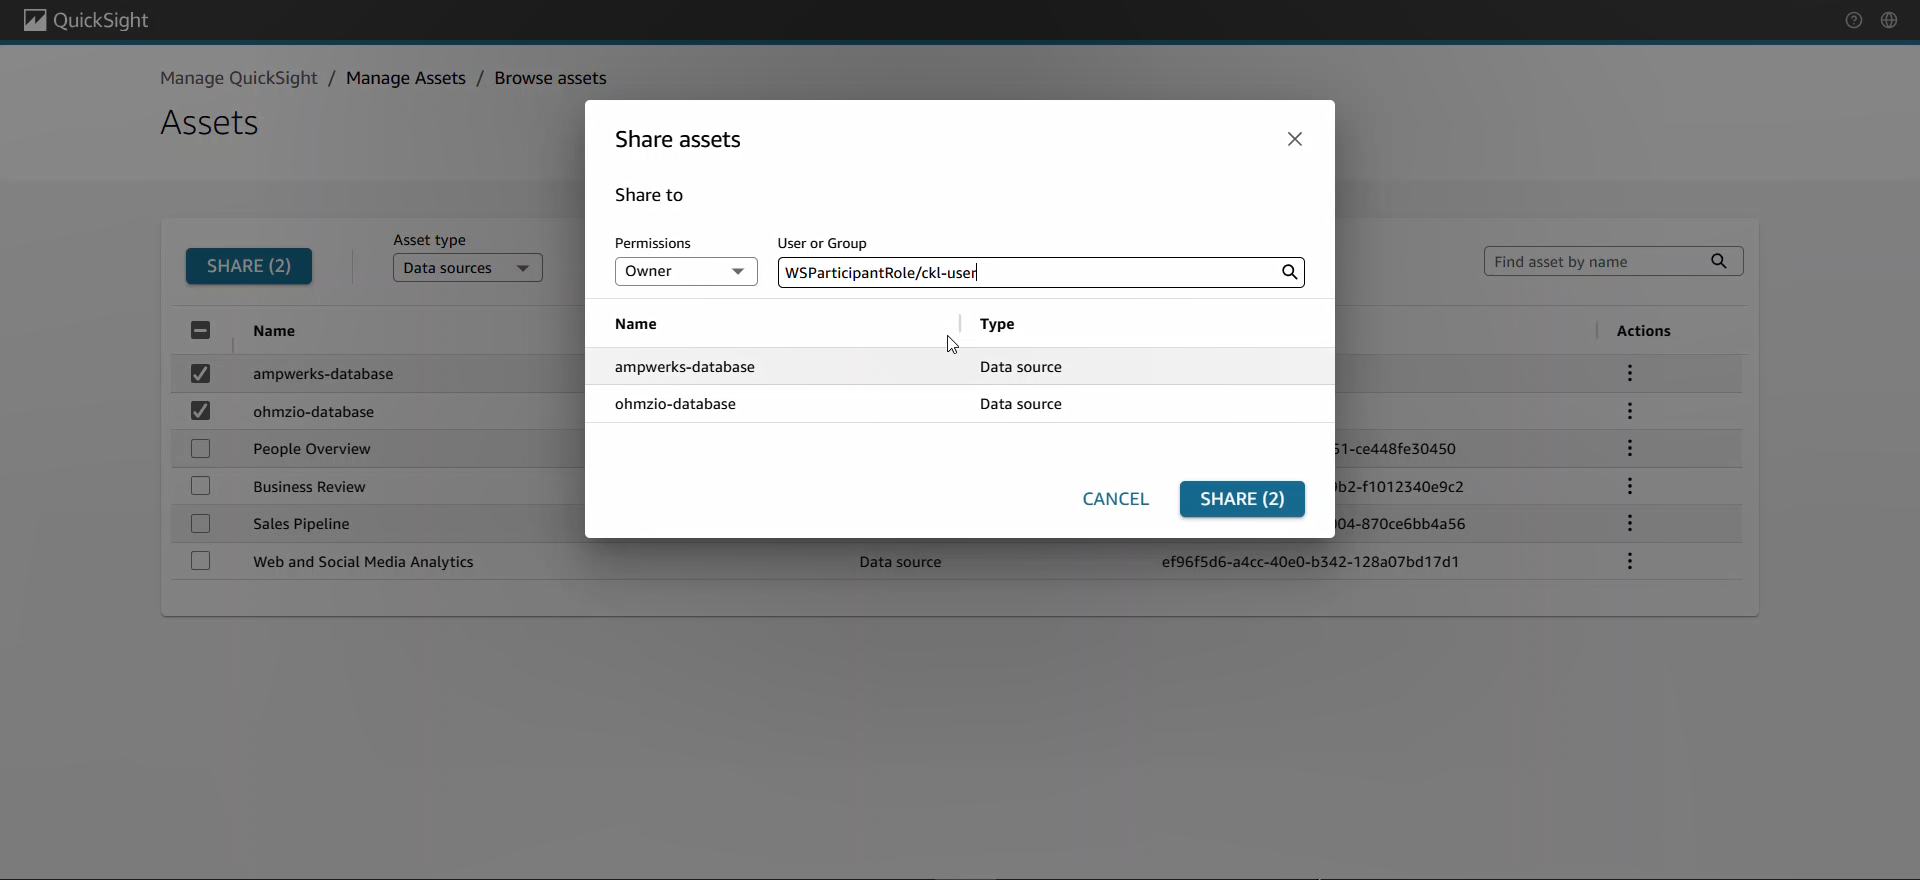 QuickSight
Manage QuickSight / Manage Assets / Browse assets
Assets
SHARE (2)
Asset type
Data sources
Find asset by name
Name
Actions
ampwerks-database
ohmzio-database
People Overview
51-ce448fe30450
Business Review
b2-f1012340e9c2
Sales Pipeline
04-870ce6bb4a56
Web and Social Media Analytics
Data source
ef96f5d6-a4cc-40e0-b342-128a07bd17d1
Share assets
Share to
Permissions
User or Group
Owner
WSParticipantRole/ckl-user
Name
Type
ampwerks-database
Data source
ohmzio-database
Data source
CANCEL
SHARE (2)